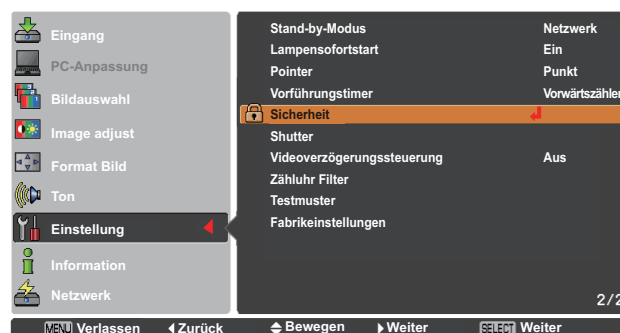 Eingang
PC-Anpassung
Bildauswahl
Image adjust
Format Bild
Ton
Einstellung
Information
Netzwerk
Stand-by-Modus Netzwerk
Lampensofortstart Ein
Pointer Punkt
Vorführungstimer Vorwärtszähler
Sicherheit
Shutter
Videoverzögerungssteuerung Aus
Zähluhr Filter
Testmuster
Fabrikeinstellungen
2/2
MENU Verlassen Zurück Bewegen Weiter SELECT Weiter